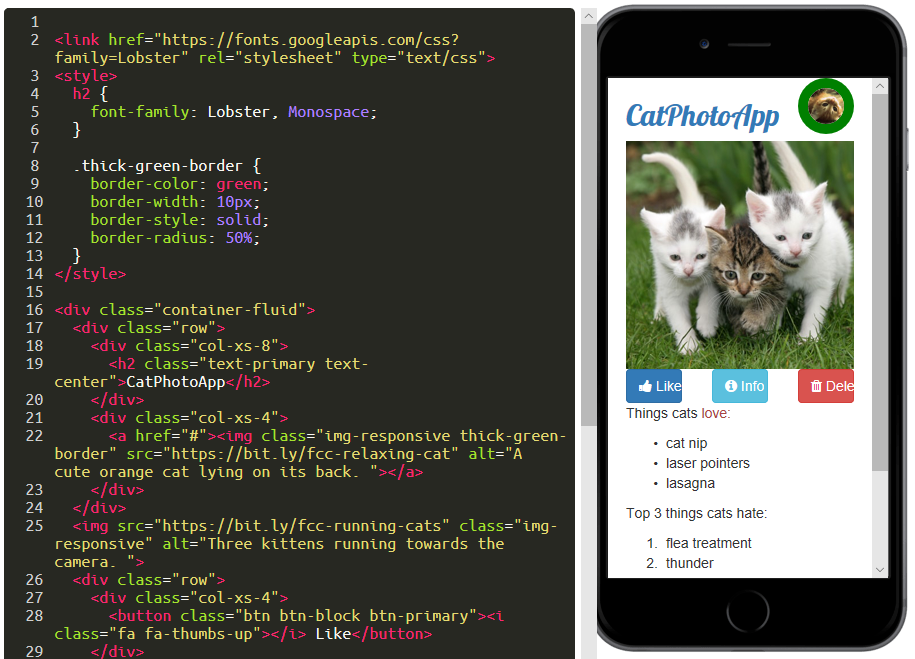 1
2 <link href="https://fonts.googleapis.com/css?
family=Lobster" rel="stylesheet" type="text/css">
3 <style>
4 h2 {
5 font-family: Lobster, Monospace;
6 }
7
8 .thick-green-border {
9 border-color: green;
10 border-width: 10px;
11 border-style: solid;
12 border-radius: 50%;
13 }
14 </style>
15
16 <div class="container-fluid">
17 <div class="row">
18 <div class="col-xs-8">
19 <h2 class="text-primary text-
center">CatPhotoApp</h2>
20 </div>
21 <div class="col-xs-4">
22 <a href="#"><img class="img-responsive thick-green-
border" src="https://bit.ly/fcc-relaxing-cat" alt="A
cute orange cat lying on its back. "></a>
23 </div>
24 </div>
25 <img src="https://bit.ly/fcc-running-cats" class="img-
responsive" alt="Three kittens running towards the
camera. ">
26 <div class="row">
27 <div class="col-xs-4">
28 <button class="btn btn-block btn-primary"><i
class="fa fa-thumbs-up"></i> Like</button>
29 </div>
CatPhotoApp
Like Info Dele
Things cats love:
• cat nip
• laser pointers
• lasagna
Top 3 things cats hate:
1. flea treatment
2. thunder